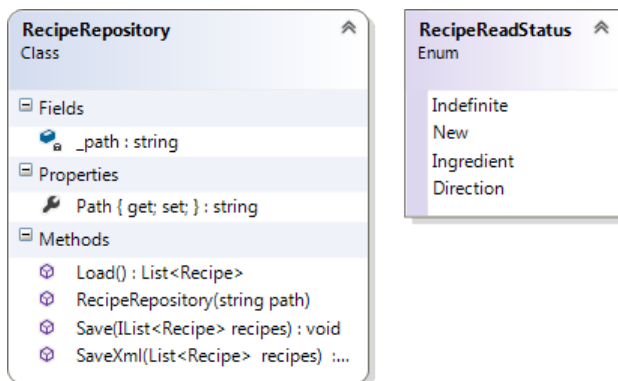 RecipeRepository
Class
Fields
_path : string
Properties
Path { get; set; } : string
Methods
Load() : List<Recipe>
RecipeRepository(string path)
Save(IList<Recipe> recipes) : void
SaveXml(List<Recipe> recipes) :...
RecipeReadStatus
Enum
Indefinite
New
Ingredient
Direction